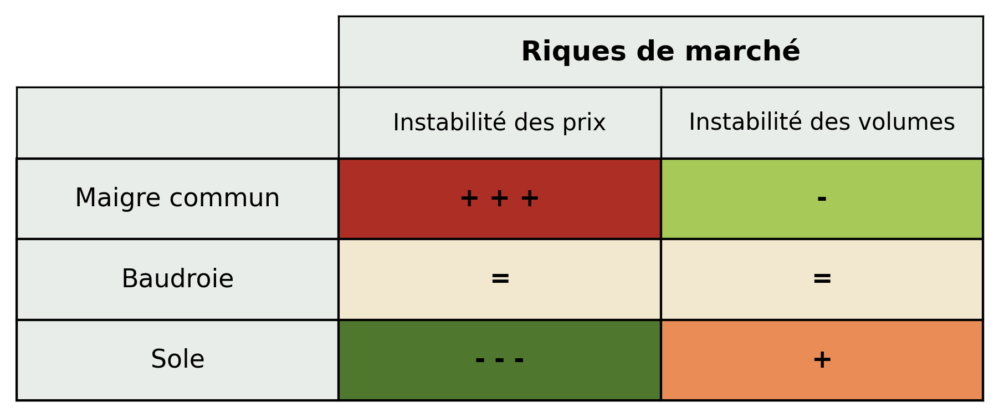 Riques de marché
Instabilité des prix
Instabilité des volumes
Maigre commun
+ + +
-
Baudroie
=
=
Sole
- - -
+